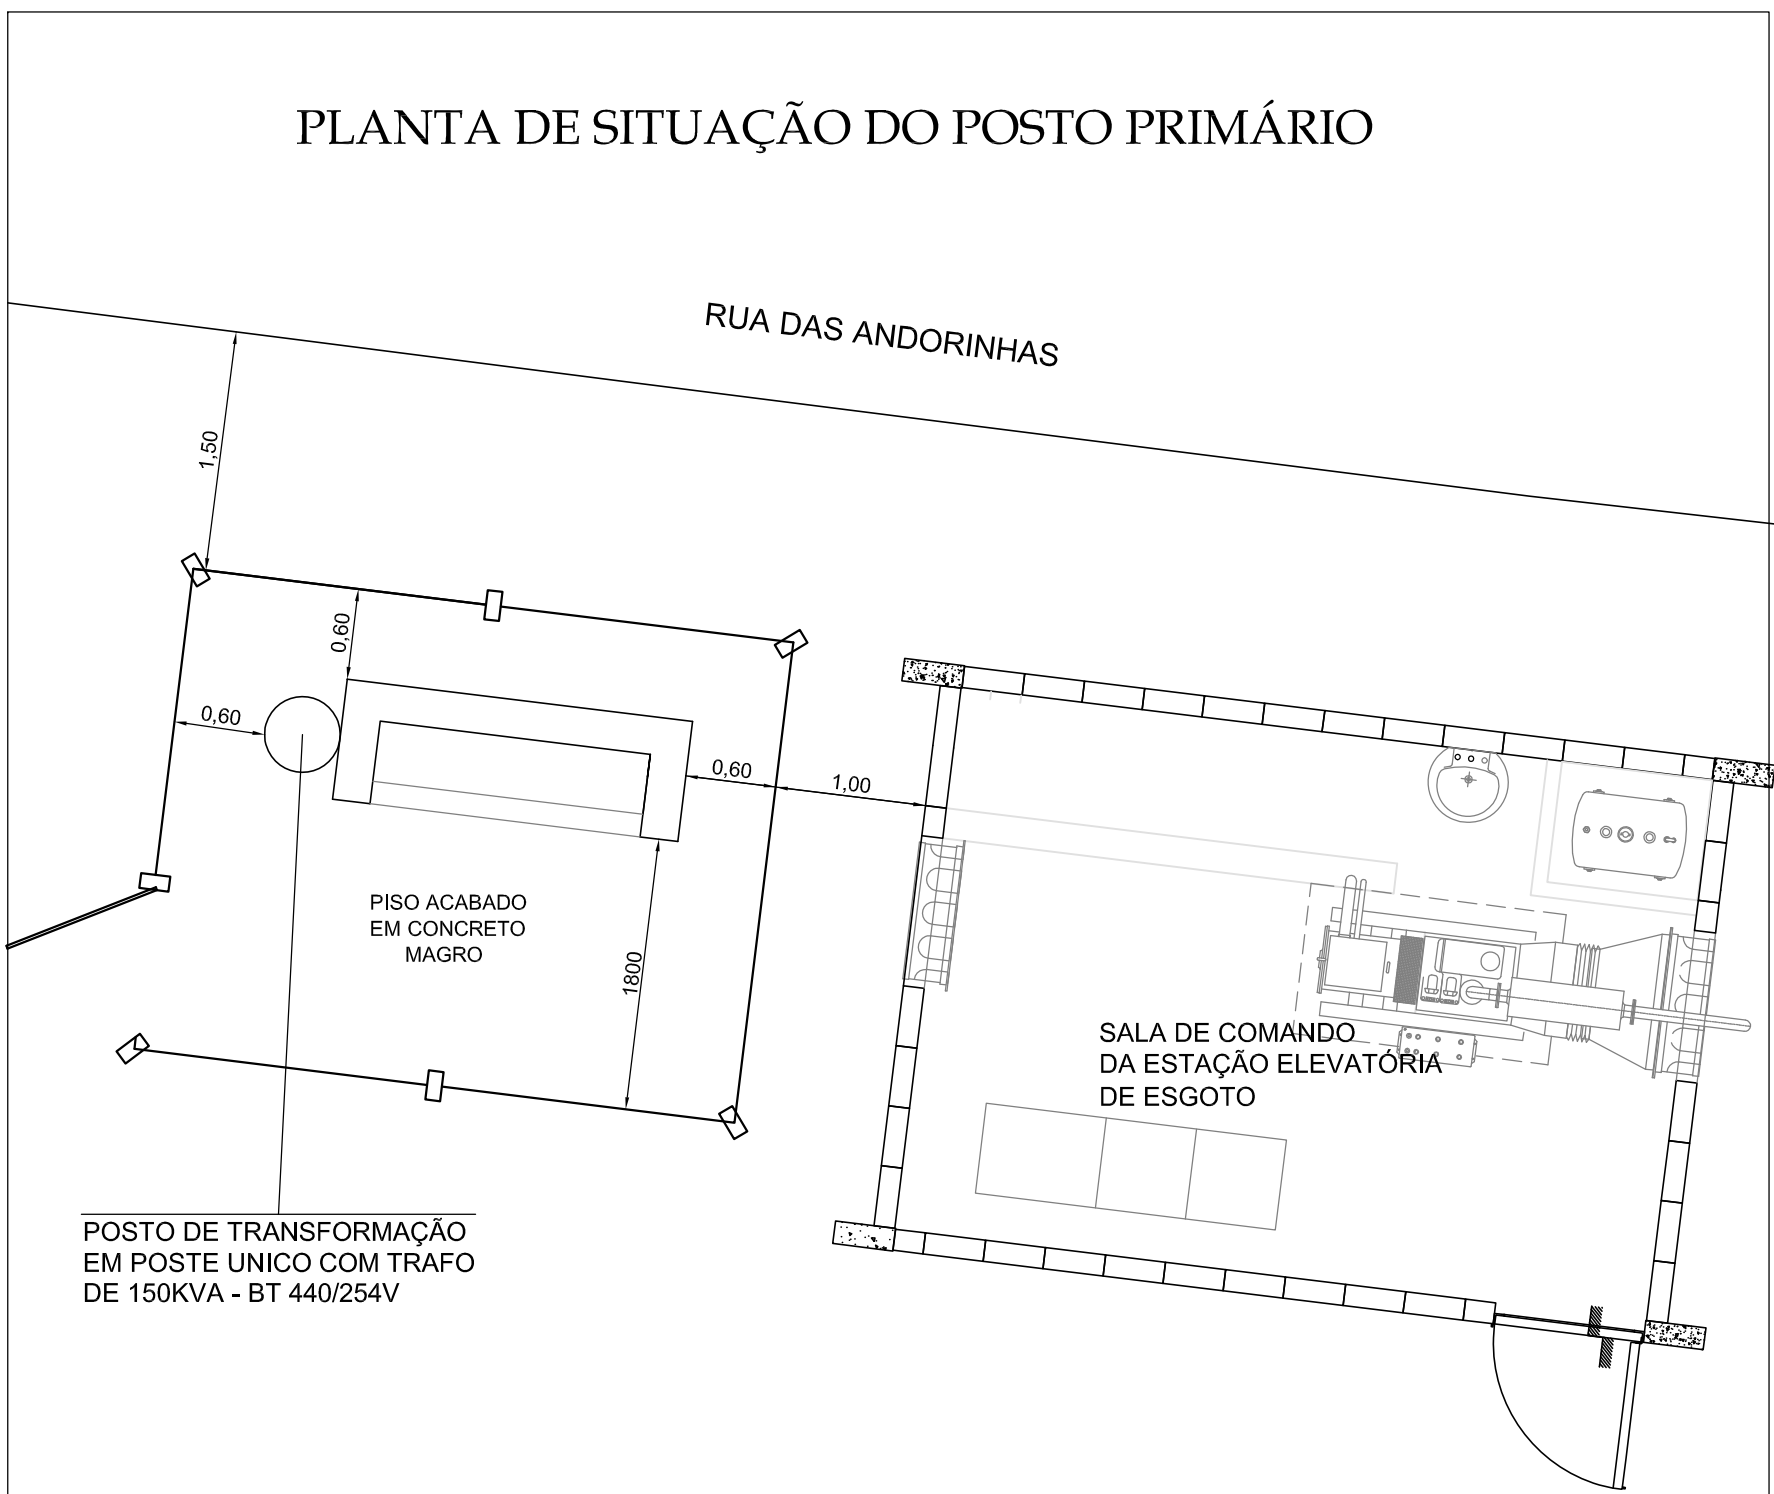 PLANTA DE SITUAÇÃO DO POSTO PRIMÁRIO
RUA DAS ANDORINHAS
1,50
0,60
0,60
0,60
1,00
PISO ACABADO
EM CONCRETO
MAGRO
1800
SALA DE COMANDO
DA ESTAÇÃO ELEVATÓRIA
DE ESGOTO
POSTO DE TRANSFORMAÇÃO
EM POSTE UNICO COM TRAFO
DE 150KVA - BT 440/254V